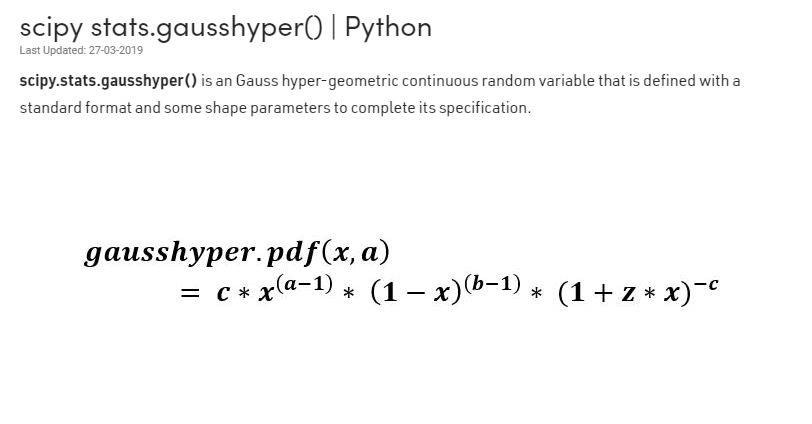 scipy stats.gausshyper() | Python
Last Updated: 27-03-2019
scipy.stats.gausshyper() is an Gauss hyper-geometric continuous random variable that is defined with a
standard format and some shape parameters to complete its specification.
gausshyper.pdf(x, a)
= c * x^(a−1) * (1 − x)^(b−1) * (1 + z * x)^−c